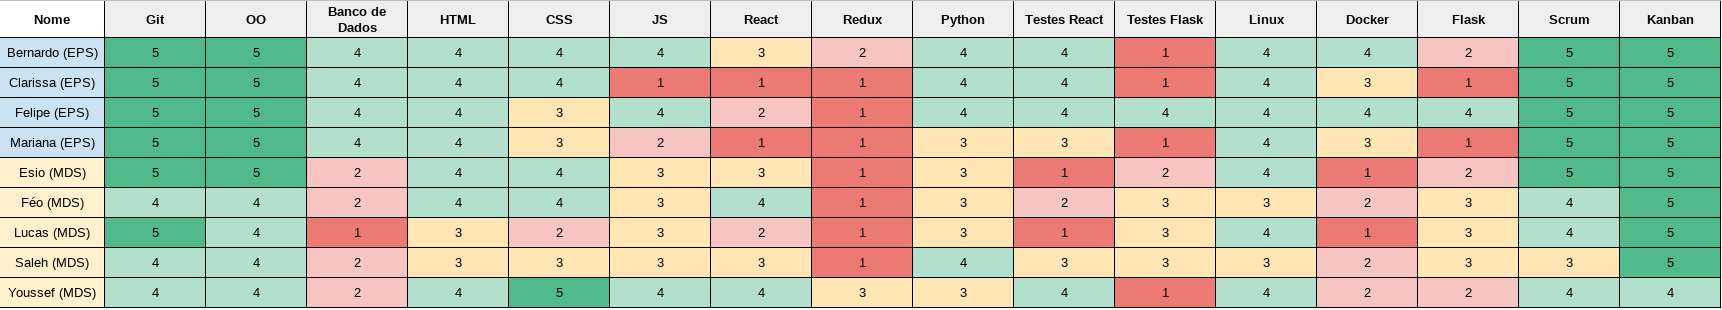 Nome Git OO Banco de Dados HTML CSS JS React Redux Python Testes React Testes Flask Linux Docker Flask Scrum Kanban
Bernardo (EPS) 5 5 4 4 4 4 3 2 4 4 1 4 4 2 5 5
Clarissa (EPS) 5 5 4 4 4 1 1 1 4 4 1 4 3 1 5 5
Felipe (EPS) 5 5 4 4 3 4 2 1 4 4 4 4 4 4 5 5
Mariana (EPS) 5 5 4 4 3 2 1 1 3 3 1 4 3 1 5 5
Esio (MDS) 5 5 2 4 4 3 3 1 3 1 2 4 1 2 5 5
Féo (MDS) 4 4 2 4 4 3 4 1 3 2 3 3 2 3 4 5
Lucas (MDS) 5 4 1 3 2 3 2 1 3 1 3 4 1 3 4 5
Saleh (MDS) 4 4 2 3 3 3 3 1 4 3 3 3 2 3 3 5
Youssef (MDS) 4 4 2 4 5 4 4 3 3 4 1 4 2 2 4 4